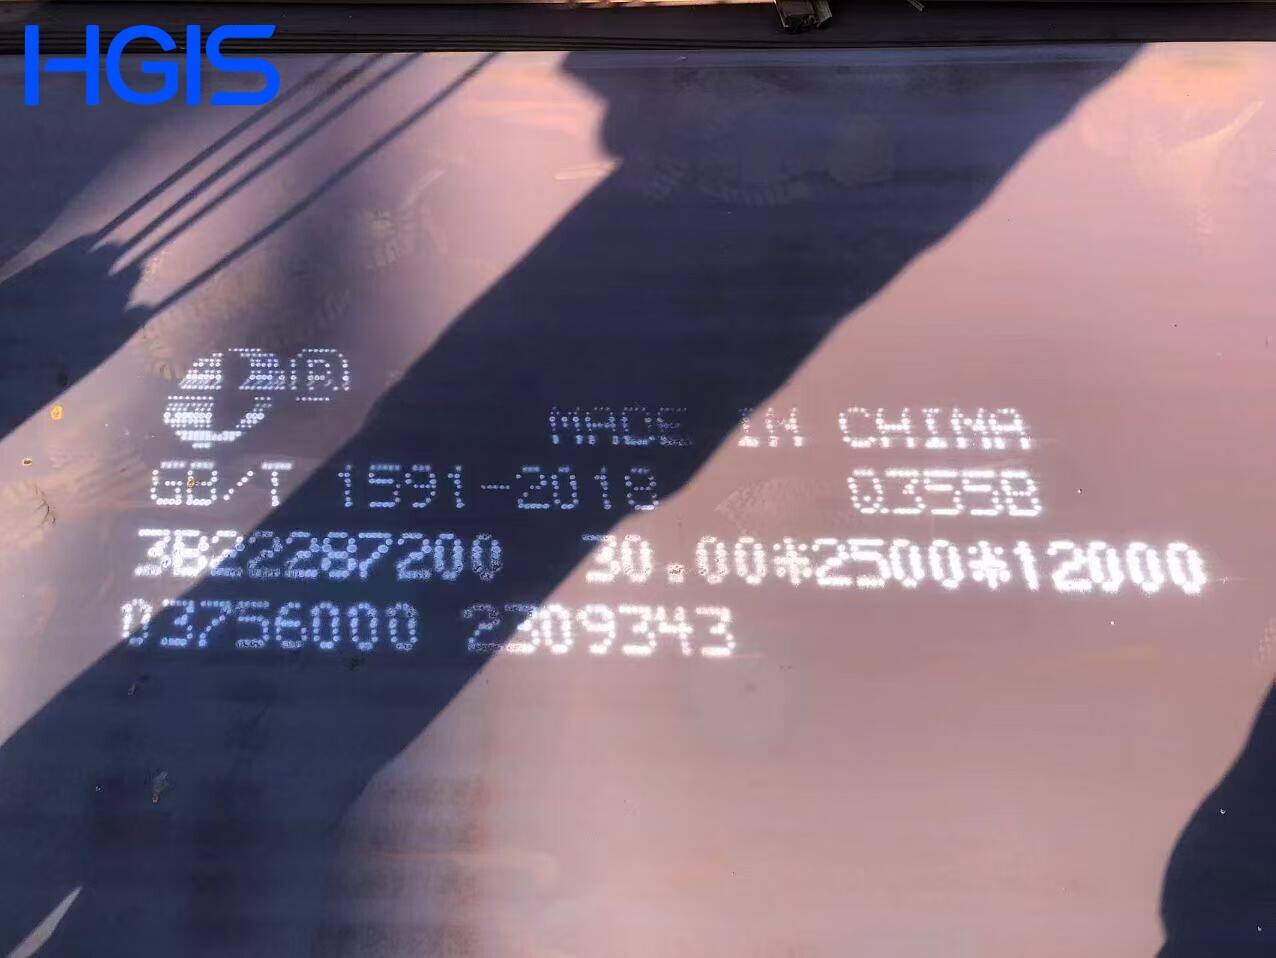 HGIS
®
MADE IN CHINA
GB/T 1591-2018 Q355B
3B22287200 30.00*2500*12000
03756000 2309343